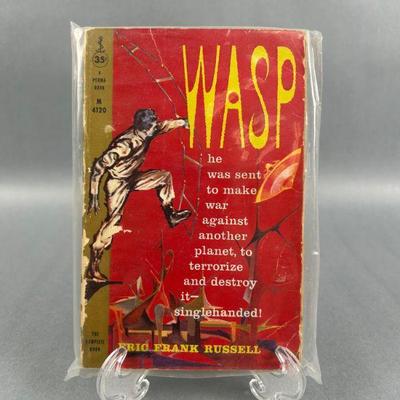 35¢
A
PERMA
BOOK
M
4120
WASP
he
was sent
to make
war
against
another
planet, to
terrorize
and destroy
it—
singlehanded!
THE
COMPLETE
BOOK
ERIC FRANK RUSSELL